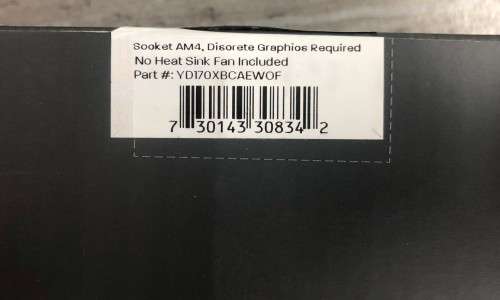 Socket AM4, Discrete Graphics Required
No Heat Sink Fan Included
Part #: YD170XBCAEWOF
7 30143 30834 2